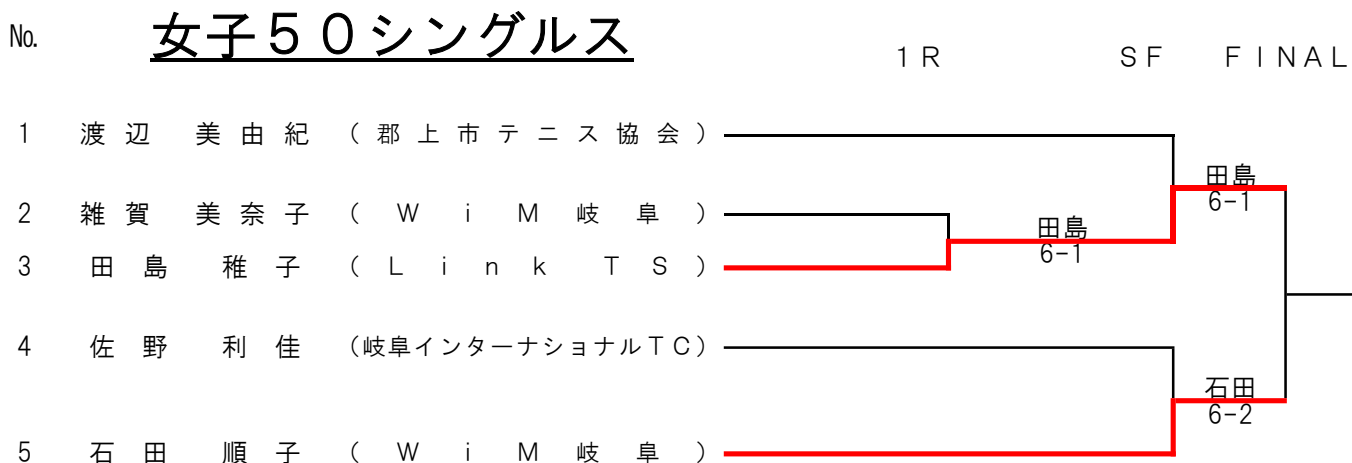 No. 女子５０シングルス
１Ｒ ＳＦ ＦＩＮＡＬ
1 渡辺 美由紀 （郡上市テニス協会）
田島
6-1
2 雑賀 美奈子 （ＷｉＭ岐阜）
田島
6-1
3 田島 稚子 （Ｌｉｎｋ ＴＳ）
4 佐野 利佳 （岐阜インターナショナルＴＣ）
石田
6-2
5 石田 順子 （ＷｉＭ岐阜）